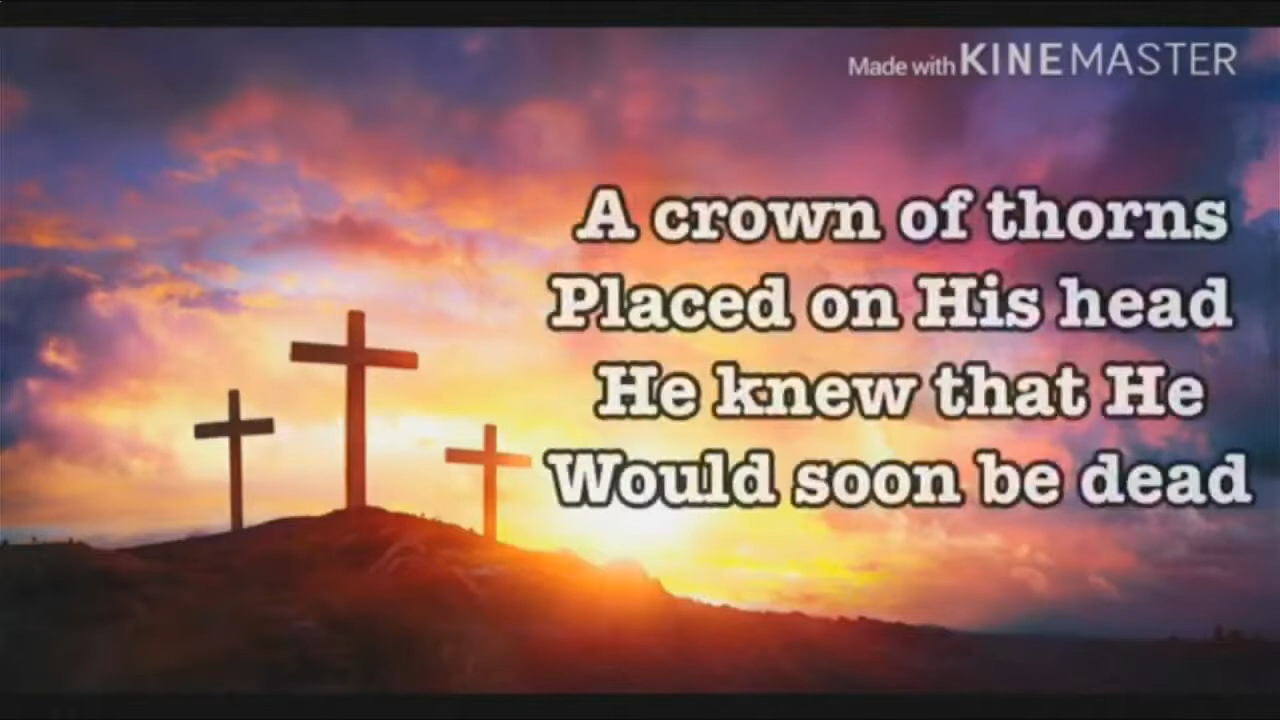 Made with KINEMASTER
A crown of thorns
Placed on His head
He knew that He
Would soon be dead